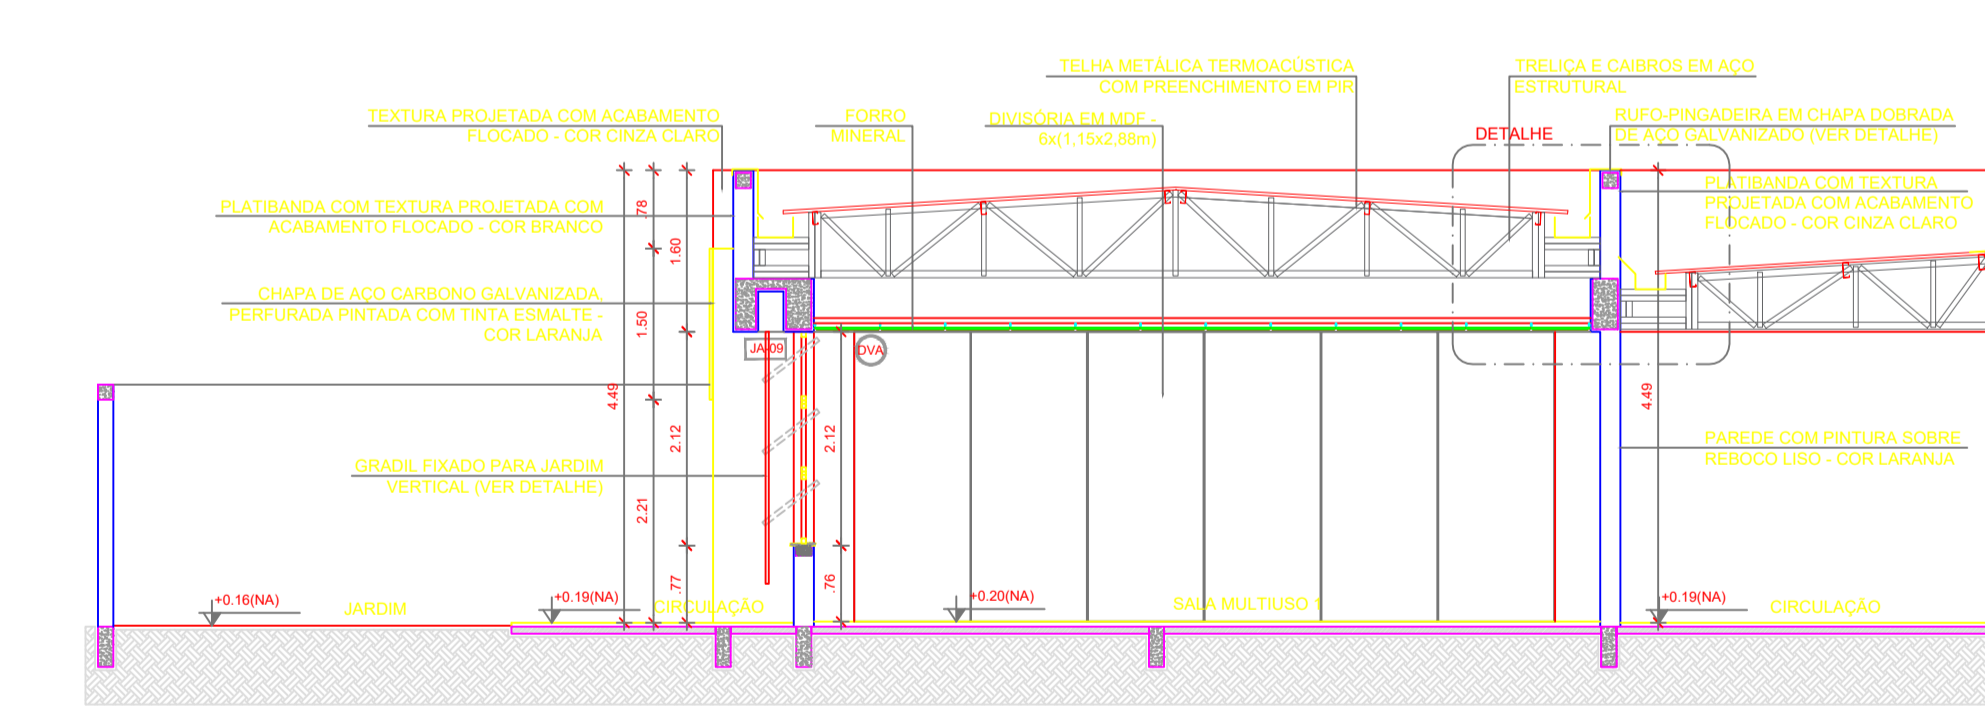 TELHA METÁLICA TERMOACÚSTICA
COM PREENCHIMENTO EM PIR
TRELIÇA E CAIBROS EM AÇO
ESTRUTURAL
TEXTURA PROJETADA COM ACABAMENTO
FLOCADO - COR CINZA CLARO
FORRO
MINERAL
DIVISÓRIA EM MDF -
6x(1,15x2,88m)
DETALHE
RUFO-PINGADEIRA EM CHAPA DOBRADA
DE AÇO GALVANIZADO (VER DETALHE)
PLATIBANDA COM TEXTURA PROJETADA COM
ACABAMENTO FLOCADO - COR BRANCO
PLATIBANDA COM TEXTURA
PROJETADA COM ACABAMENTO
FLOCADO - COR CINZA CLARO
.78
1.60
CHAPA DE AÇO CARBONO GALVANIZADA,
PERFURADA PINTADA COM TINTA ESMALTE -
COR LARANJA
1.50
JA-09
DVA
4.49
4.49
2.12
2.12
PAREDE COM PINTURA SOBRE
REBOCO LISO - COR LARANJA
GRADIL FIXADO PARA JARDIM
VERTICAL (VER DETALHE)
2.21
.77
.76
+0.16(NA)
JARDIM
+0.19(NA)
CIRCULAÇÃO
+0.20(NA)
SALA MULTIUSO 1
+0.19(NA)
CIRCULAÇÃO